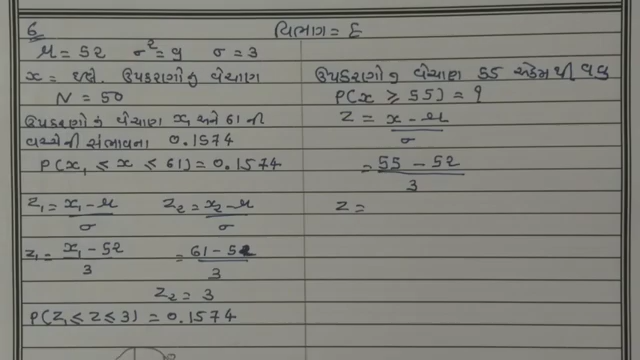 6
વિભાગ = E
μ = 52 σ² = 9 σ = 3
x = ઇલે. ઉપકરણોનું વેચાણ
N = 50
ઉપકરણોનું વેચાણ x₁ અને 61 ની
વચ્ચેની સંભાવના 0.1574
P(x₁ ≤ x ≤ 61) = 0.1574
z₁ = x₁ - μ / σ z₂ = x₂ - μ / σ
z₁ = x₁ - 52 / 3 = 61 - 52 / 3
z₂ = 3
P(z₁ ≤ z ≤ 3) = 0.1574
ઉપકરણોનું વેચાણ 55 એકમથી વધુ
P(x ≥ 55) = ?
z = x - μ / σ
= 55 - 52 / 3
z =